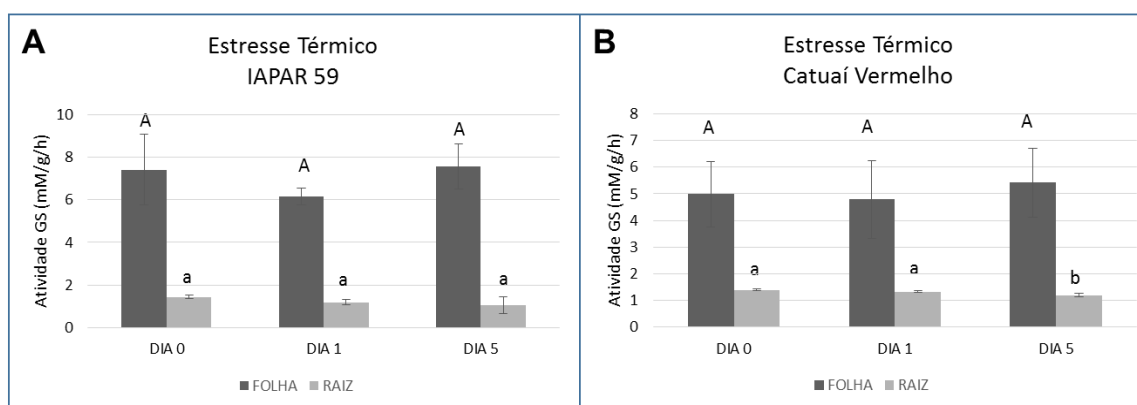 A
Estresse Térmico
IAPAR 59
Atividade GS (mM/g/h)
10
8
6
4
2
0
A
A
A
a
a
a
DIA 0
DIA 1
DIA 5
FOLHA
RAIZ
B
Estresse Térmico
Catuaí Vermelho
Atividade GS (mM/g/h)
8
7
6
5
4
3
2
1
0
A
A
A
a
a
b
DIA 0
DIA 1
DIA 5
FOLHA
RAIZ